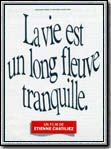 La vie est
un long fleuve
tranquille.
UN FILM DE
ETIENNE CHATILIEZ